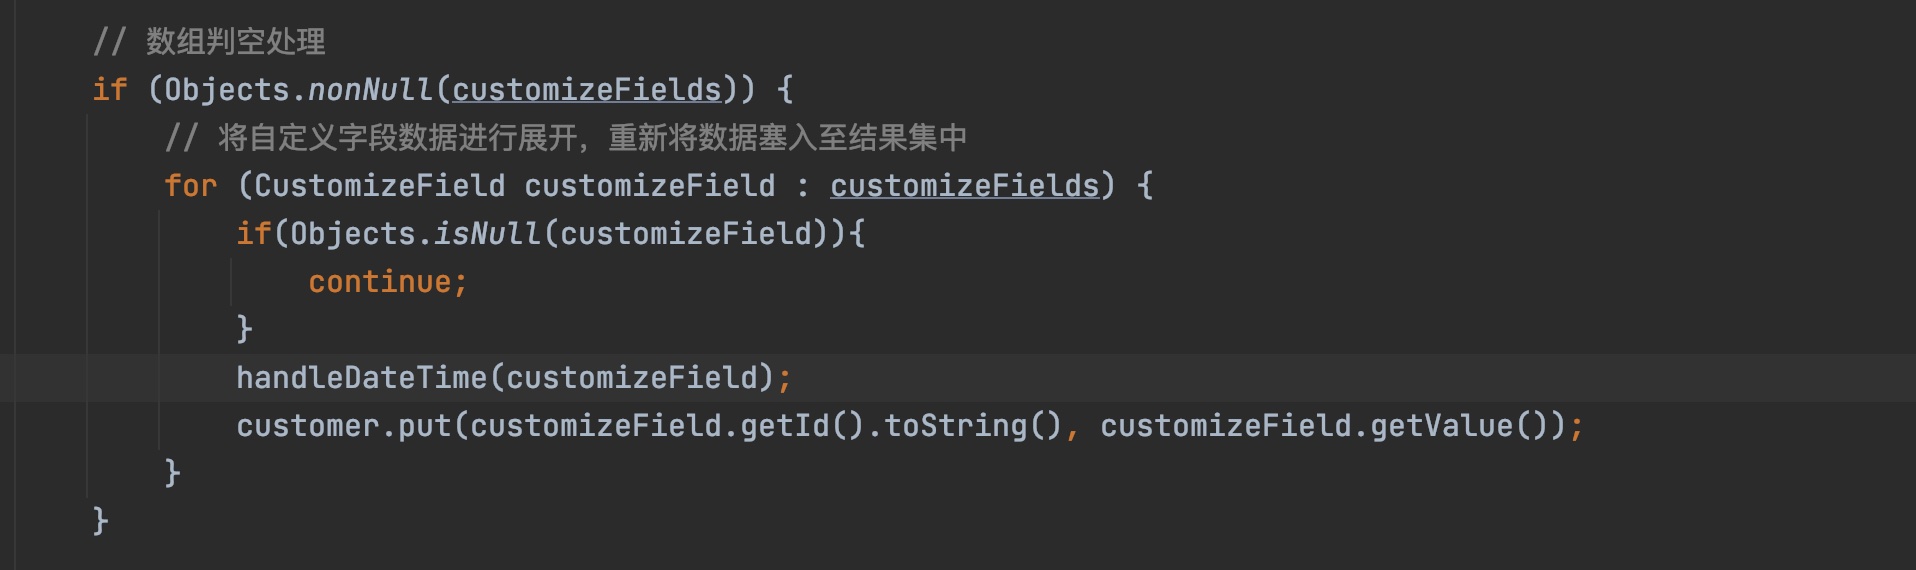 // 数组判空处理
if (Objects.nonNull(customizeFields)) {
// 将自定义字段数据进行展开，重新将数据塞入至结果集中
for (CustomizeField customizeField : customizeFields) {
if(Objects.isNull(customizeField)){
continue;
}
handleDateTime(customizeField);
customer.put(customizeField.getId().toString(), customizeField.getValue());
}
}